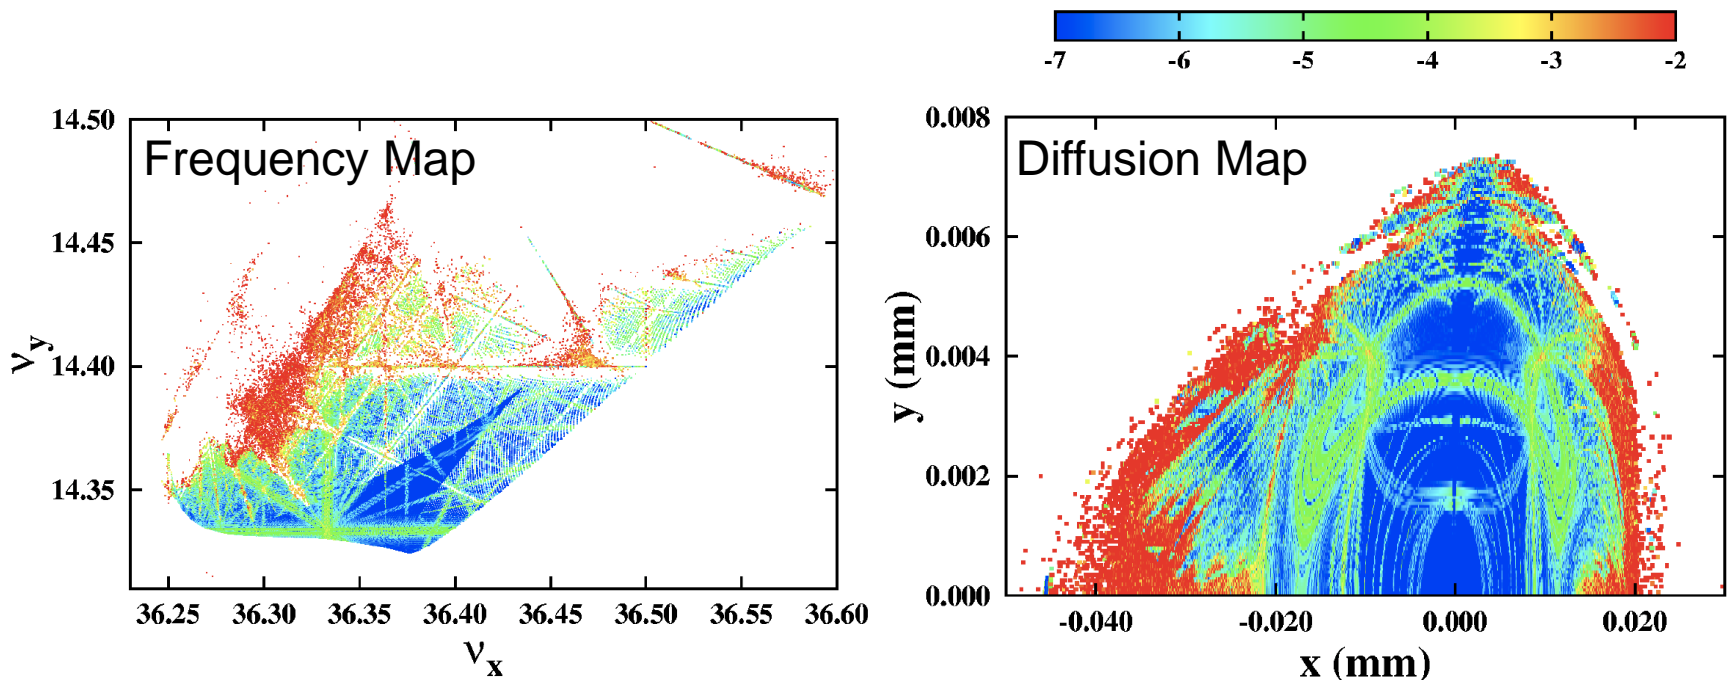 -7 -6 -5 -4 -3 -2
Frequency Map
14.50
14.45
14.40
14.35
ν_y
36.25 36.30 36.35 36.40 36.45 36.50 36.55 36.60
ν_x
Diffusion Map
0.008
0.006
0.004
0.002
0.000
y (mm)
-0.040 -0.020 0.000 0.020
x (mm)